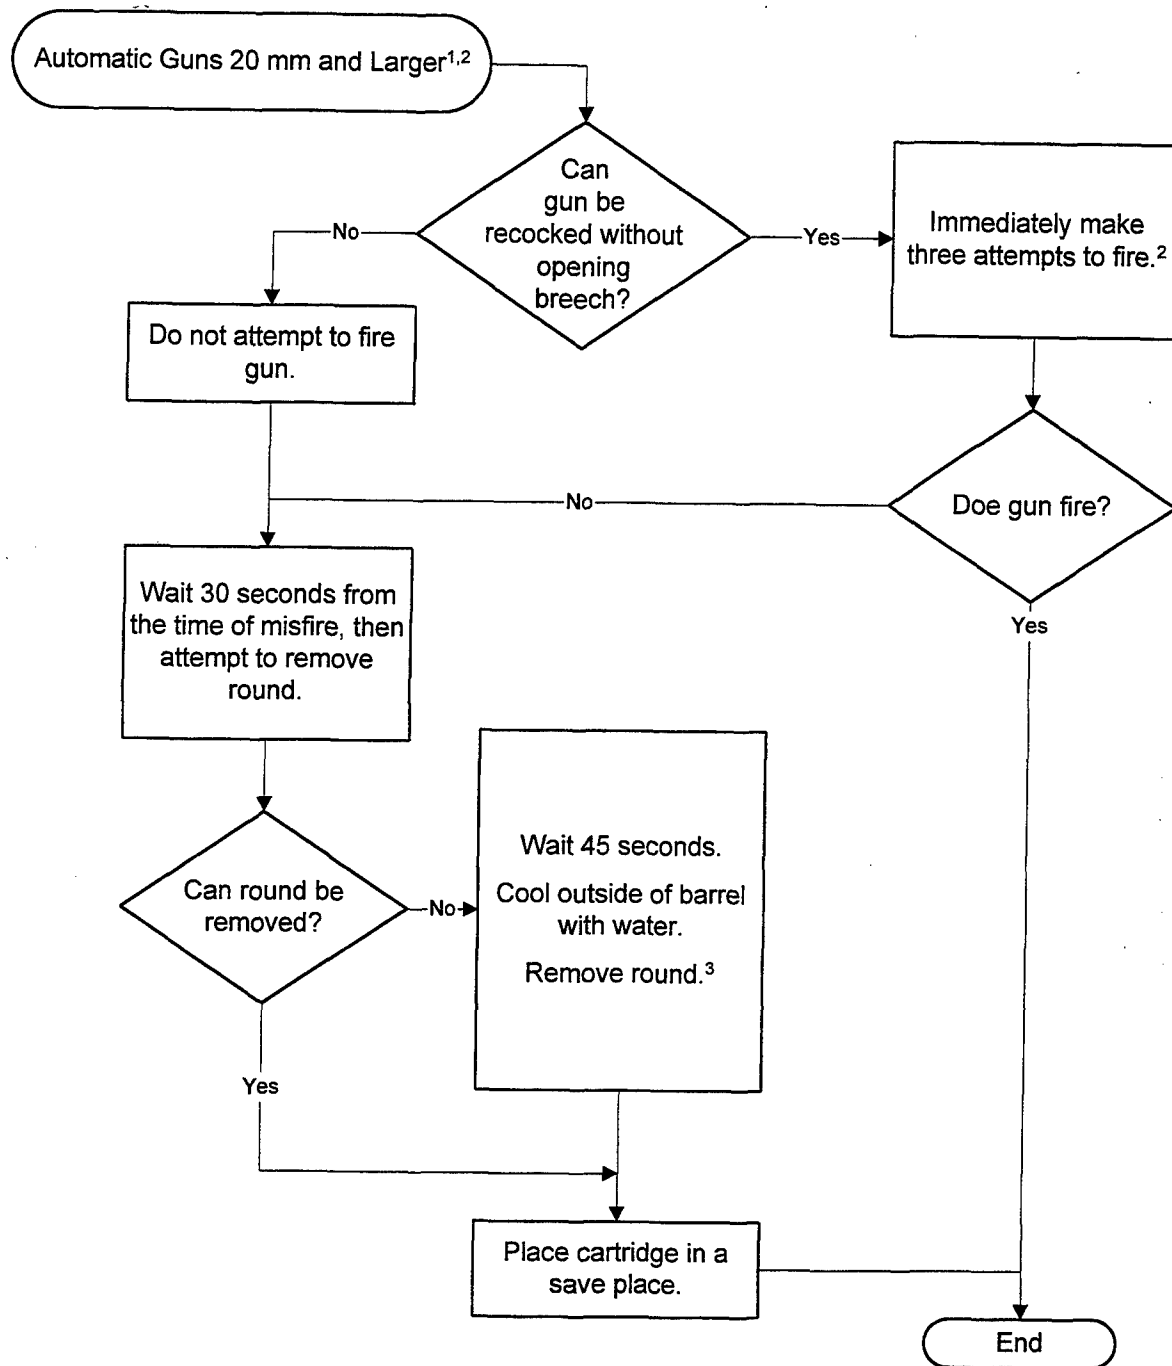 Automatic Guns 20 mm and Larger1,2
Can
gun be
recocked without
opening
breech?
No
Yes
Immediately make
three attempts to fire.2
Do not attempt to fire
gun.
Doe gun fire?
No
Yes
Wait 30 seconds from
the time of misfire, then
attempt to remove
round.
Can round be
removed?
No
Yes
Wait 45 seconds.
Cool outside of barrel
with water.
Remove round.3
Place cartridge in a
save place.
End